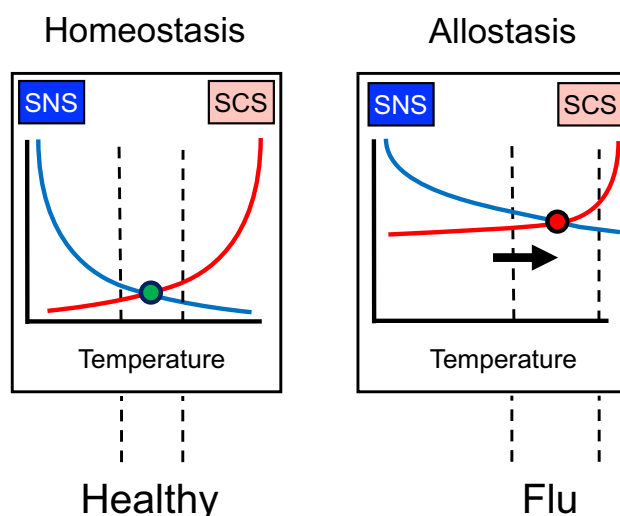 Homeostasis
Allostasis
SNS
SCS
SNS
SCS
Temperature
Temperature
Healthy
Flu